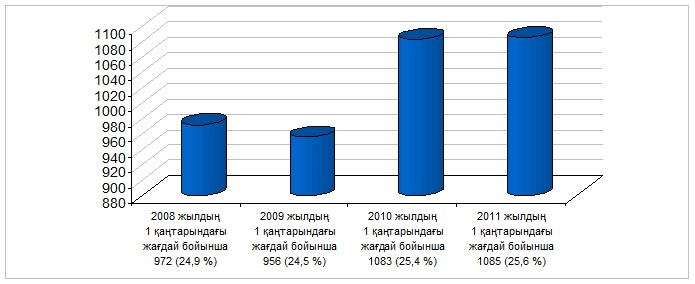 1100
1080
1060
1040
1020
1000
980
960
940
920
900
880
2008 жылдың
1 қаңтарындағы
жағдай бойынша
972 (24,9 %)
2009 жылдың
1 қаңтарындағы
жағдай бойынша
956 (24,5 %)
2010 жылдың
1 қаңтарындағы
жағдай бойынша
1083 (25,4 %)
2011 жылдың
1 қаңтарындағы
жағдай бойынша
1085 (25,6 %)